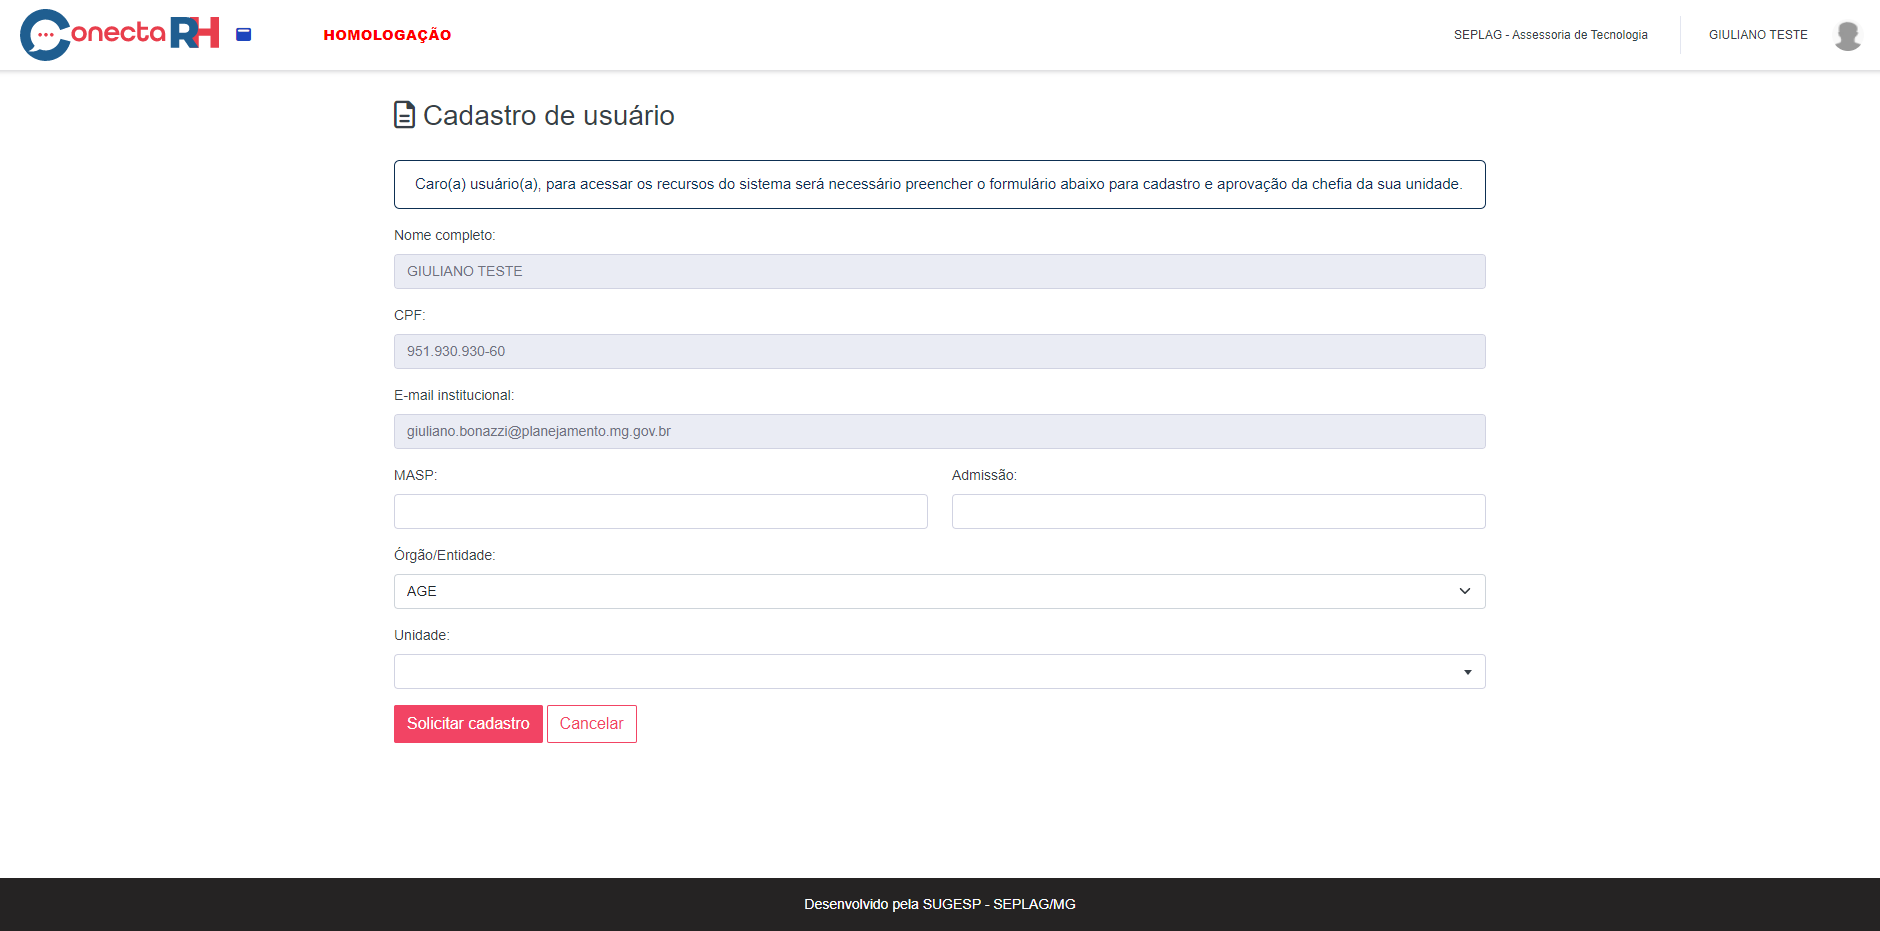 Conecta RH
HOMOLOGAÇÃO
SEPLAG - Assessoria de Tecnologia
GIULIANO TESTE
Cadastro de usuário
Caro(a) usuário(a), para acessar os recursos do sistema será necessário preencher o formulário abaixo para cadastro e aprovação da chefia da sua unidade.
Nome completo:
GIULIANO TESTE
CPF:
951.930.930-60
E-mail institucional:
giuliano.bonazzi@planejamento.mg.gov.br
MASP:
Admissão:
Órgão/Entidade:
AGE
Unidade:
Solicitar cadastro
Cancelar
Desenvolvido pela SUGESP - SEPLAG/MG